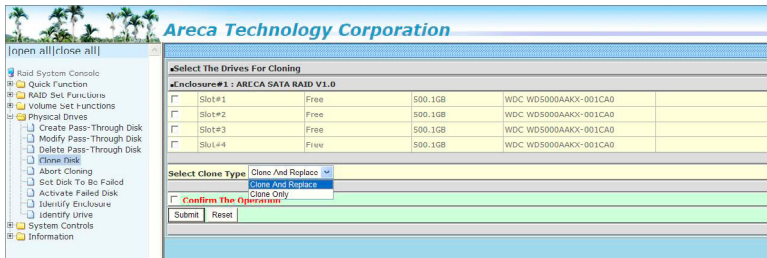 Areca Technology Corporation
|open all|close all|
Raid System Console
Quick Function
RAID Set Functions
Volume Set Functions
Physical Drives
Create Pass-Through Disk
Modify Pass-Through Disk
Delete Pass-Through Disk
Clone Disk
Abort Cloning
Set Disk To Be Failed
Activate Failed Disk
Identify Enclosure
Identify Drive
System Controls
Information
Select The Drives For Cloning
Enclosure#1 : ARECA SATA RAID V1.0
Slot#1 Free 500.1GB WDC WD5000AAKX-001CA0
Slot#2 Free 500.1GB WDC WD5000AAKX-001CA0
Slot#3 Free 500.1GB WDC WD5000AAKX-001CA0
Slot#4 Free 500.1GB WDC WD5000AAKX-001CA0
Select Clone Type Clone And Replace
Clone And Replace
Clone Only
Confirm The Operation
Submit Reset